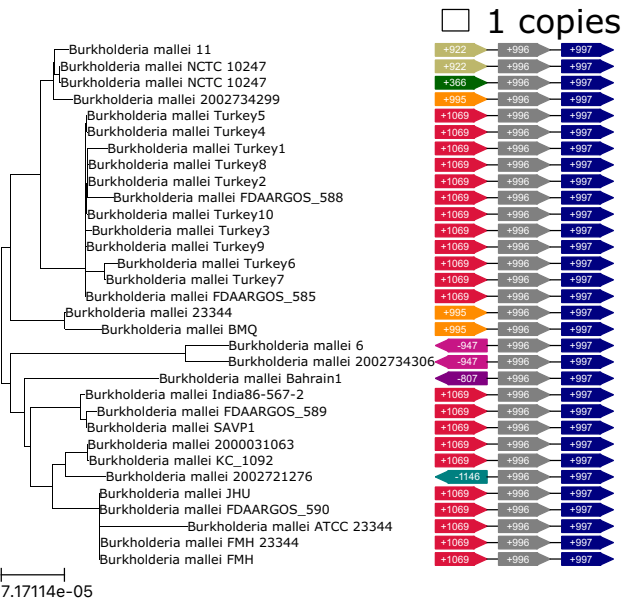 1 copies
Burkholderia mallei 11 +922 +996 +997
Burkholderia mallei NCTC 10247 +922 +996 +997
Burkholderia mallei NCTC 10247 +366 +996 +997
Burkholderia mallei 2002734299 +995 +996 +997
Burkholderia mallei Turkey5 +1069 +996 +997
Burkholderia mallei Turkey4 +1069 +996 +997
Burkholderia mallei Turkey1 +1069 +996 +997
Burkholderia mallei Turkey8 +1069 +996 +997
Burkholderia mallei Turkey2 +1069 +996 +997
Burkholderia mallei FDAARGOS_588 +1069 +996 +997
Burkholderia mallei Turkey10 +1069 +996 +997
Burkholderia mallei Turkey3 +1069 +996 +997
Burkholderia mallei Turkey9 +1069 +996 +997
Burkholderia mallei Turkey6 +1069 +996 +997
Burkholderia mallei Turkey7 +1069 +996 +997
Burkholderia mallei FDAARGOS_585 +1069 +996 +997
Burkholderia mallei 23344 +995 +996 +997
Burkholderia mallei BMQ +995 +996 +997
Burkholderia mallei 6 -947 +996 +997
Burkholderia mallei 2002734306 -947 +996 +997
Burkholderia mallei Bahrain1 -807 +996 +997
Burkholderia mallei India86-567-2 +1069 +996 +997
Burkholderia mallei FDAARGOS_589 +1069 +996 +997
Burkholderia mallei SAVP1 +1069 +996 +997
Burkholderia mallei 2000031063 +1069 +996 +997
Burkholderia mallei KC_1092 +1069 +996 +997
Burkholderia mallei 2002721276 -1146 +996 +997
Burkholderia mallei JHU +1069 +996 +997
Burkholderia mallei FDAARGOS_590 +1069 +996 +997
Burkholderia mallei ATCC 23344 +1069 +996 +997
Burkholderia mallei FMH 23344 +1069 +996 +997
Burkholderia mallei FMH +1069 +996 +997
7.17114e-05